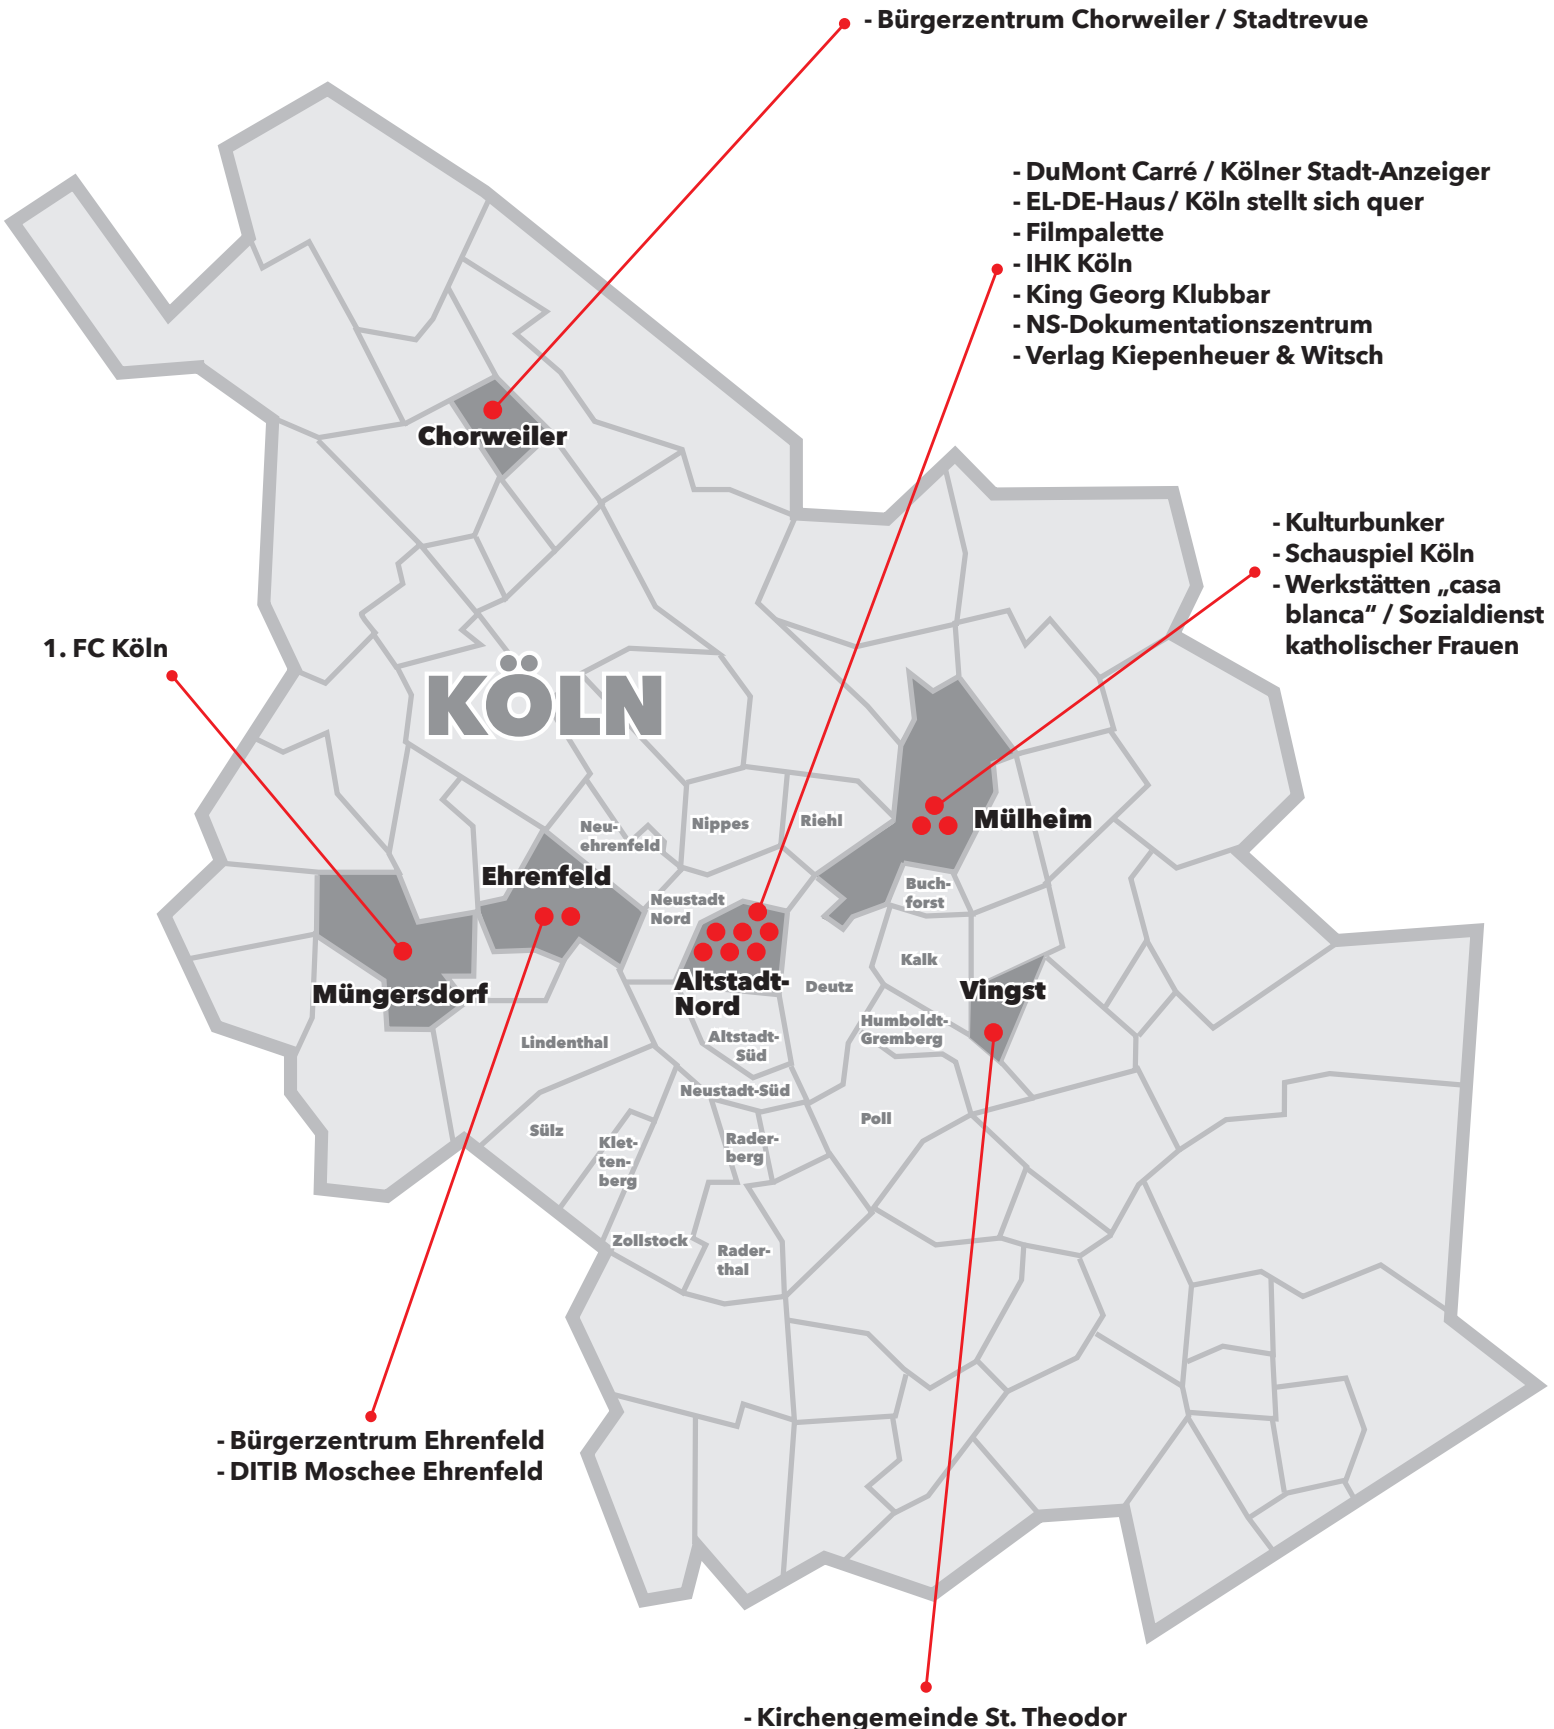 - Bürgerzentrum Chorweiler / Stadtrevue
- DuMont Carré / Kölner Stadt-Anzeiger
- EL-DE-Haus / Köln stellt sich quer
- Filmpalette
- IHK Köln
- King Georg Klubbar
- NS-Dokumentationszentrum
- Verlag Kiepenheuer & Witsch
Chorweiler
- Kulturbunker
- Schauspiel Köln
- Werkstätten „casa
blanca“ / Sozialdienst
katholischer Frauen
1. FC Köln
KÖLN
Neu-
ehrenfeld
Nippes
Riehl
Mülheim
Ehrenfeld
Buch-
forst
Neustadt
Nord
Kalk
Altstadt-
Nord
Deutz
Vingst
Müngersdorf
Humboldt-
Gremberg
Lindenthal
Altstadt-
Süd
Neustadt-Süd
Poll
Sülz
Klet-
ten-
berg
Rader-
berg
Zollstock
Rader-
thal
- Bürgerzentrum Ehrenfeld
- DITIB Moschee Ehrenfeld
- Kirchengemeinde St. Theodor